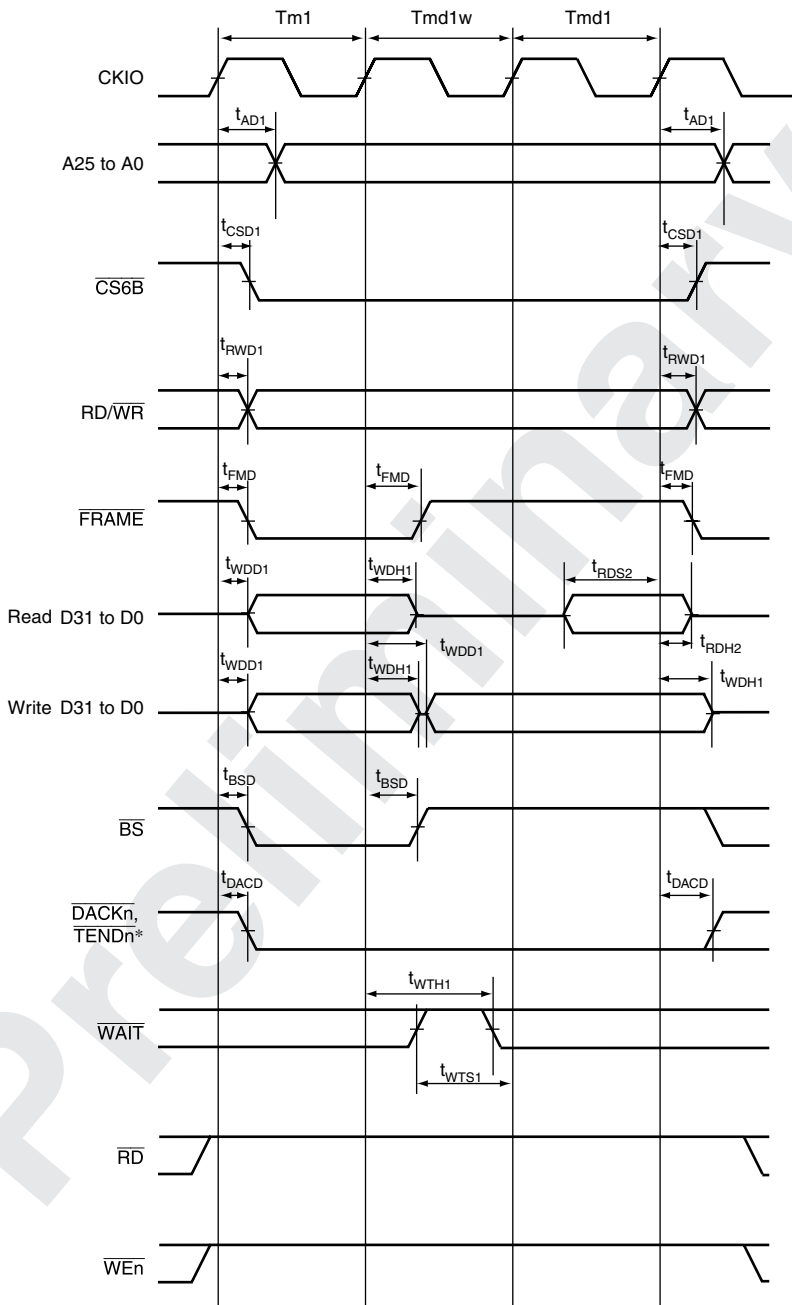 Tm1 Tmd1w Tmd1
CKIO
tAD1 tAD1
A25 to A0
tCSD1 tCSD1
CS6B
tRWD1 tRWD1
RD/WR
tFMD tFMD tFMD
FRAME
tWDD1 tWDH1 tRDS2
Read D31 to D0
tWDD1 tRDH2
tWDD1 tWDH1 tWDH1
Write D31 to D0
tBSD tBSD
BS
tDACD tDACD
DACKn,
TENDn*
tWTH1
WAIT
tWTS1
RD
WEn
Preliminary